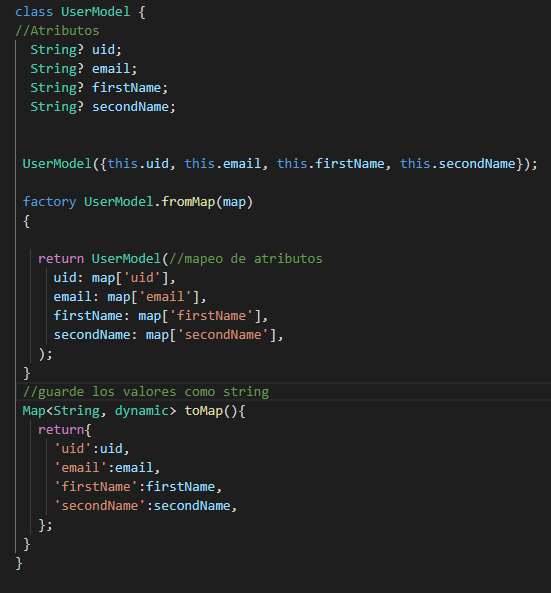 class UserModel {
//Atributos
String? uid;
String? email;
String? firstName;
String? secondName;
UserModel({this.uid, this.email, this.firstName, this.secondName});
factory UserModel.fromMap(map)
{
return UserModel(//mapeo de atributos
uid: map['uid'],
email: map['email'],
firstName: map['firstName'],
secondName: map['secondName'],
);
}
//guarde los valores como string
Map<String, dynamic> toMap(){
return{
'uid':uid,
'email':email,
'firstName':firstName,
'secondName':secondName,
};
}
}